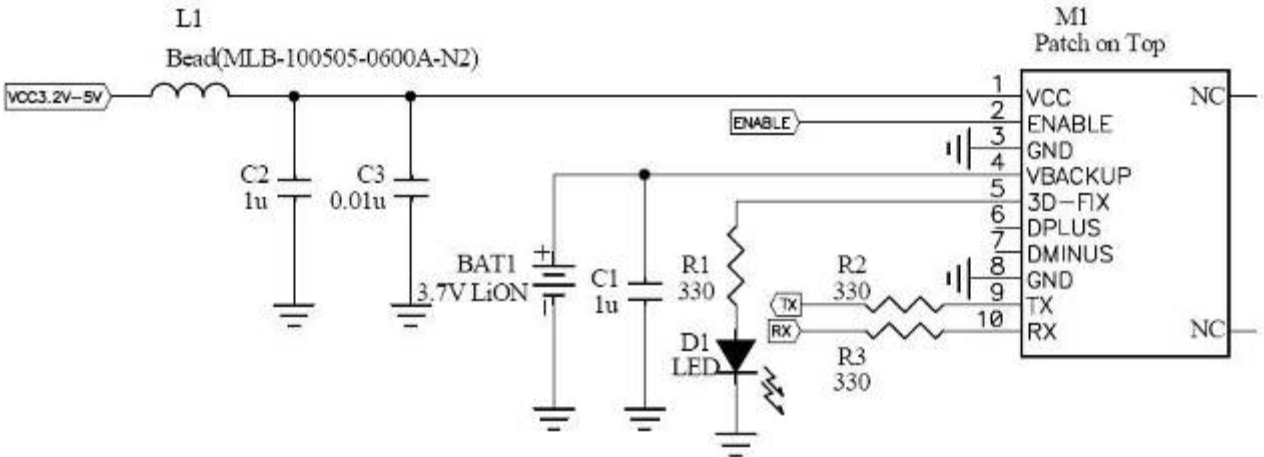 L1
Bead(MLB-100505-0600A-N2)
VCC3.2V-5V
C2
1u
C3
0.01u
BAT1
3.7V LiON
C1
1u
R1
330
D1
LED
ENABLE
TX
RX
R2
330
R3
330
M1
Patch on Top
1
2
3
4
5
6
7
8
9
10
VCC
ENABLE
GND
VBACKUP
3D-FIX
DPLUS
DMINUS
GND
TX
RX
NC
NC